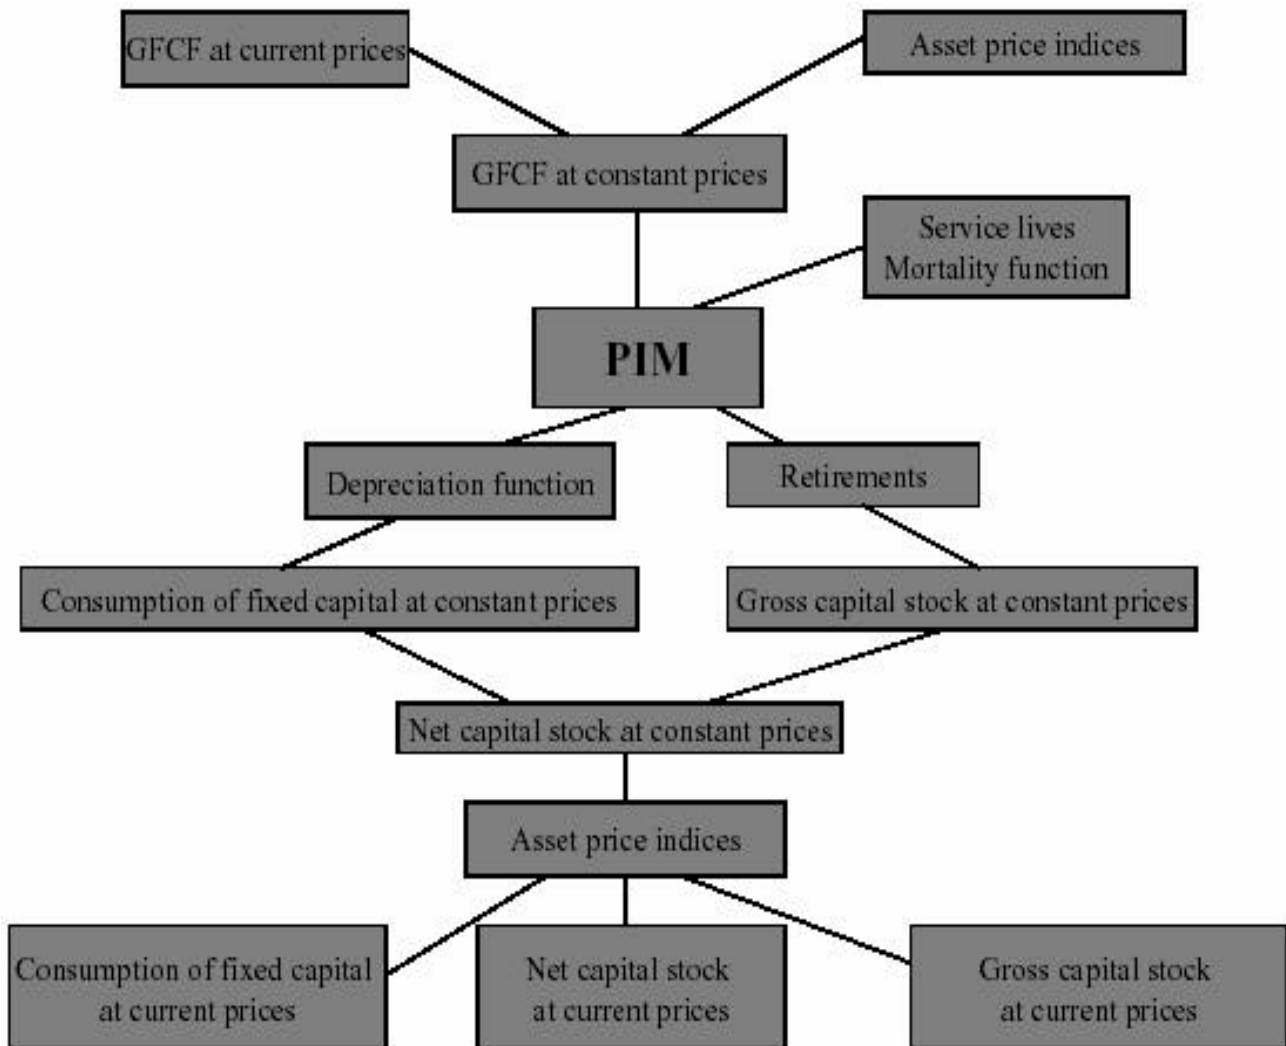 GFCF at current prices
Asset price indices
GFCF at constant prices
Service lives
Mortality function
PIM
Depreciation function
Retirements
Consumption of fixed capital at constant prices
Gross capital stock at constant prices
Net capital stock at constant prices
Asset price indices
Consumption of fixed capital
at current prices
Net capital stock
at current prices
Gross capital stock
at current prices